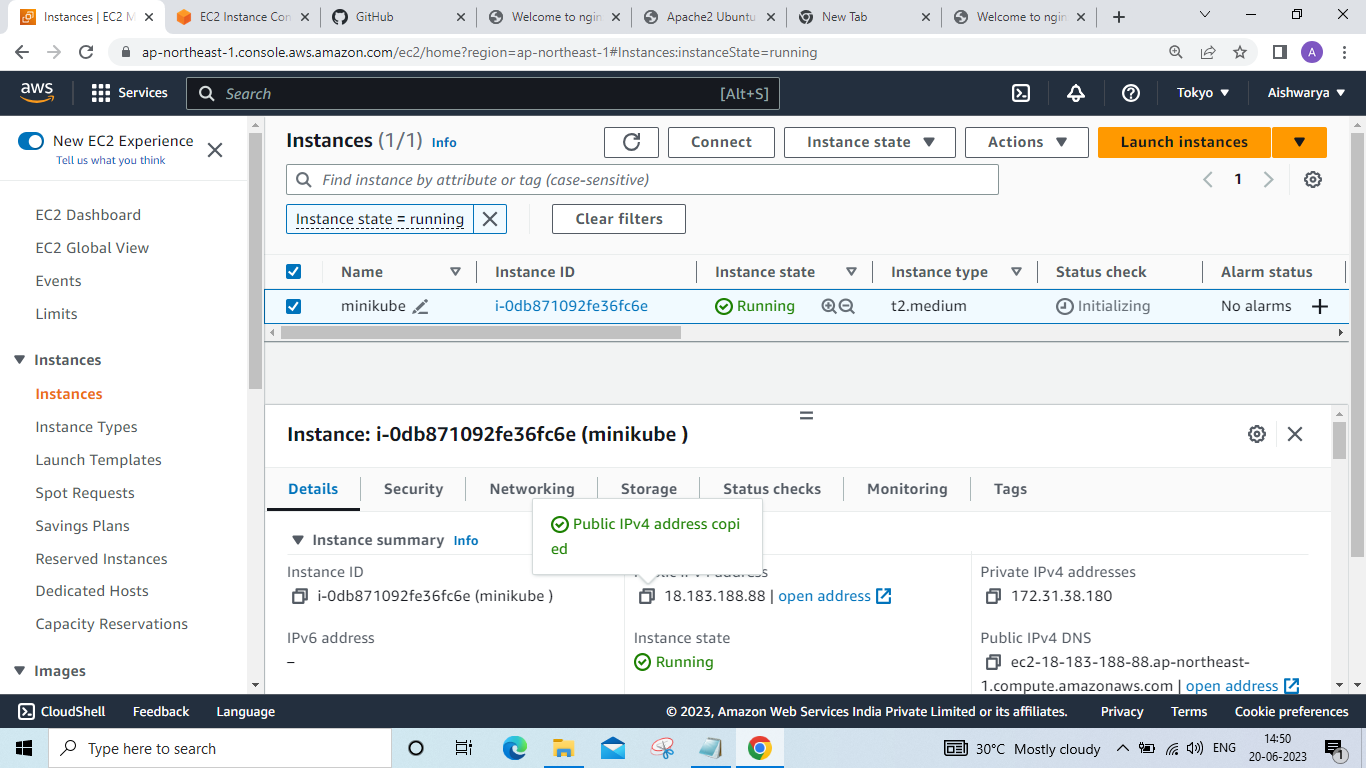 Instances | EC2 M
EC2 Instance Con
GitHub
Welcome to ngin
Apache2 Ubuntu
New Tab
Welcome to ngin
ap-northeast-1.console.aws.amazon.com/ec2/home?region=ap-northeast-1#Instances:instanceState=running
A
aws
Services
Search
[Alt+S]
Tokyo
Aishwarya
New EC2 Experience
Tell us what you think
EC2 Dashboard
EC2 Global View
Events
Limits
Instances
Instances
Instance Types
Launch Templates
Spot Requests
Savings Plans
Reserved Instances
Dedicated Hosts
Capacity Reservations
Images
Instances (1/1) Info
Connect
Instance state
Actions
Launch instances
Find instance by attribute or tag (case-sensitive)
1
Instance state = running
Clear filters
Name
Instance ID
Instance state
Instance type
Status check
Alarm status
minikube
i-0db871092fe36fc6e
Running
t2.medium
Initializing
No alarms
Instance: i-0db871092fe36fc6e (minikube )
Details
Security
Networking
Storage
Status checks
Monitoring
Tags
Public IPv4 address copi
ed
Instance summary Info
Instance ID
i-0db871092fe36fc6e (minikube )
IPv6 address
–
address
18.183.188.88 | open address
Instance state
Running
Private IPv4 addresses
172.31.38.180
Public IPv4 DNS
ec2-18-183-188-88.ap-northeast-
1.compute.amazonaws.com | open address
CloudShell
Feedback
Language
© 2023, Amazon Web Services India Private Limited or its affiliates.
Privacy
Terms
Cookie preferences
Type here to search
30°C Mostly cloudy
ENG
14:50
20-06-2023
1